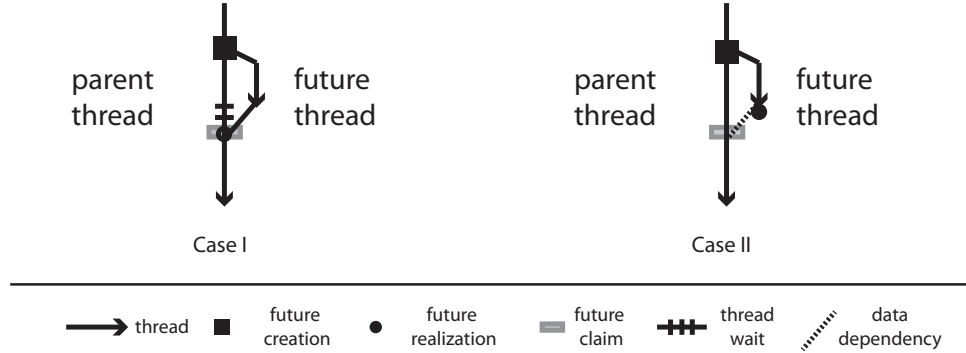 parent
thread
future
thread
parent
thread
future
thread
Case I
Case II
thread
future
creation
future
realization
future
claim
thread
wait
data
dependency